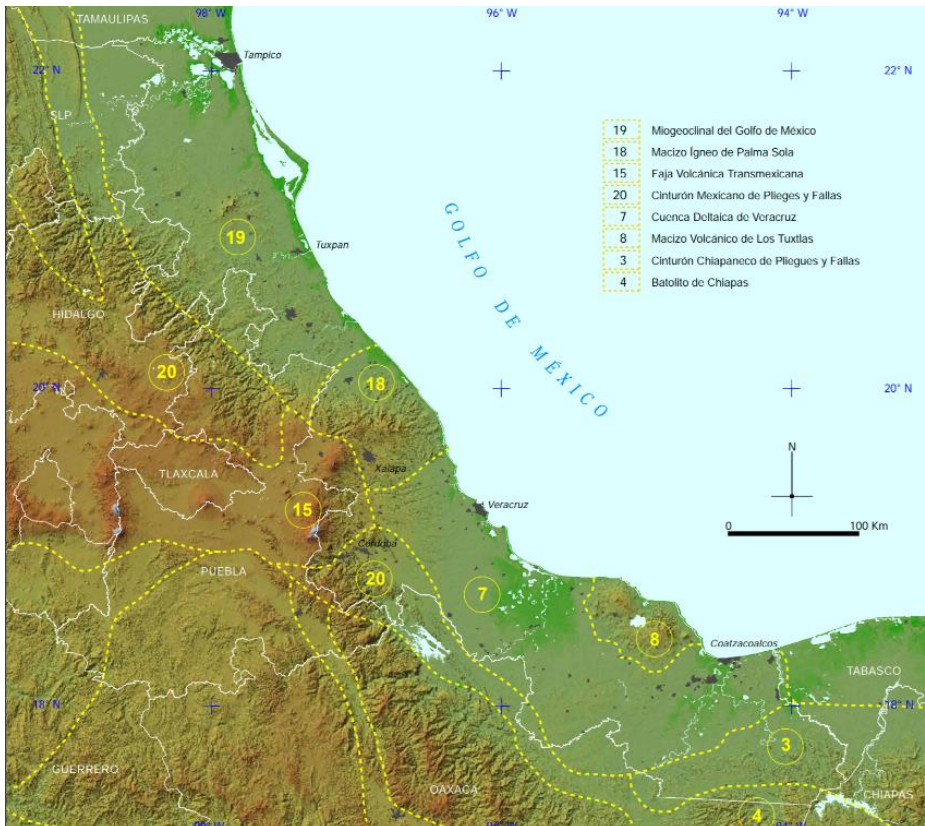 98° W
96° W
94° W
TAMAULIPAS
Tampico
22° N
22° N
SLP
19 Miogeoclinal del Golfo de México
18 Macizo Ígneo de Palma Sola
15 Faja Volcánica Transmexicana
20 Cinturón Mexicano de Plieges y Fallas
7 Cuenca Deltaica de Veracruz
8 Macizo Volcánico de Los Tuxtlas
3 Cinturón Chiapaneco de Pliegues y Fallas
4 Batolito de Chiapas
GOLFO DE MÉXICO
19
Tuxpan
HIDALGO
20
18
20° N
20° N
20° N
N
TLAXCALA
Xalapa
15
Veracruz
0 100 Km
Córdoba
PUEBLA
20
7
8
Coatzacoalcos
TABASCO
18° N
18° N
3
GUERRERO
OAXACA
CHIAPAS
4
98° W
94° W